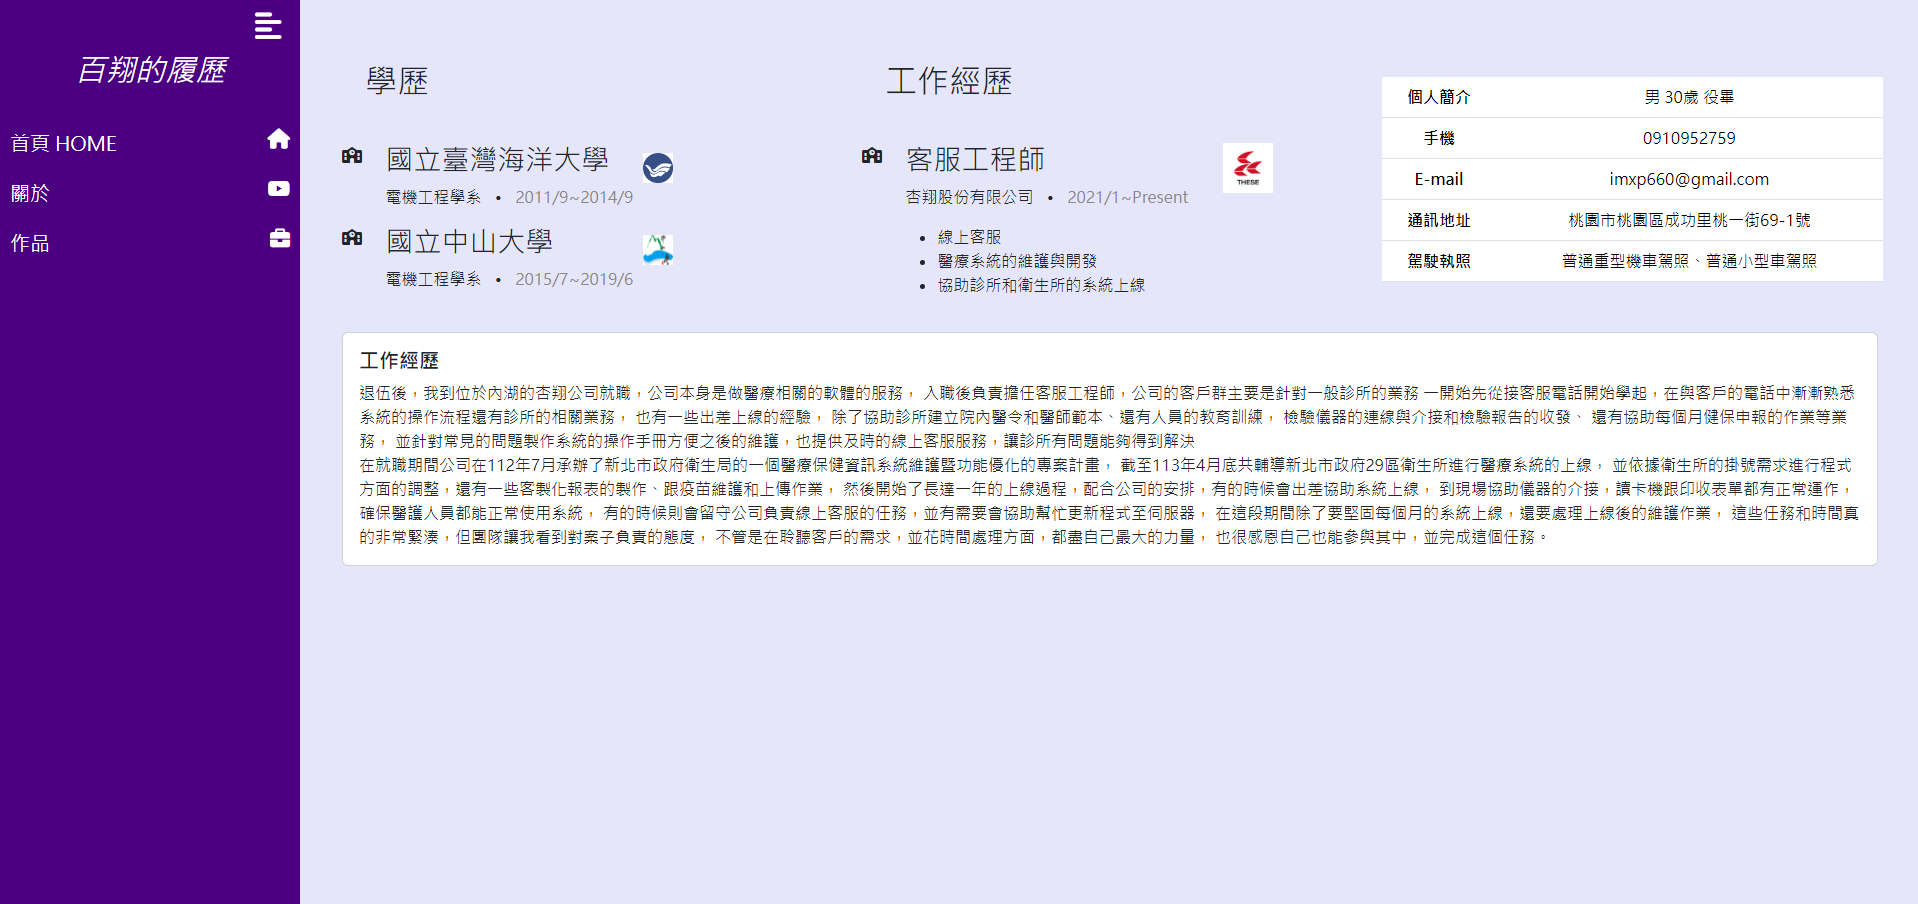 百翔的履歷
首頁 HOME
關於
作品
學歷
國立臺灣海洋大學
電機工程學系 • 2011/9~2014/9
國立中山大學
電機工程學系 • 2015/7~2019/6
工作經歷
客服工程師
THESE
杏翔股份有限公司 • 2021/1~Present
• 線上客服
• 醫療系統的維護與開發
• 協助診所和衛生所的系統上線
個人簡介 男 30歲 役畢
手機 0910952759
E-mail imxp660@gmail.com
通訊地址 桃園市桃園區成功里桃一街69-1號
駕駛執照 普通重型機車駕照、普通小型車駕照
工作經歷
退伍後，我到位於內湖的杏翔公司就職，公司本身是做醫療相關的軟體的服務， 入職後負責擔任客服工程師，公司的客戶群主要是針對一般診所的業務 一開始先從接客服電話開始學起，在與客戶的電話中漸漸熟悉
系統的操作流程還有診所的相關業務， 也有一些出差上線的經驗， 除了協助診所建立院內醫令和醫師範本、還有人員的教育訓練， 檢驗儀器的連線與介接和檢驗報告的收發、 還有協助每個月健保申報的作業等業
務， 並針對常見的問題製作系統的操作手冊方便之後的維護，也提供及時的線上客服服務，讓診所有問題能夠得到解決
在就職期間公司在112年7月承辦了新北市政府衛生局的一個醫療保健資訊系統維護暨功能優化的專案計畫， 截至113年4月底共輔導新北市政府29區衛生所進行醫療系統的上線， 並依據衛生所的掛號需求進行程式
方面的調整，還有一些客製化報表的製作、跟疫苗維護和上傳作業， 然後開始了長達一年的上線過程，配合公司的安排，有的時候會出差協助系統上線， 到現場協助儀器的介接，讀卡機跟印收表單都有正常運作，
確保醫護人員都能正常使用系統， 有的時候則會留守公司負責線上客服的任務，並有需要會協助幫忙更新程式至伺服器， 在這段期間除了要堅固每個月的系統上線，還要處理上線後的維護作業， 這些任務和時間真
的非常緊湊，但團隊讓我看到對案子負責的態度， 不管是在聆聽客戶的需求，並花時間處理方面，都盡自己最大的力量， 也很感恩自己也能參與其中，並完成這個任務。